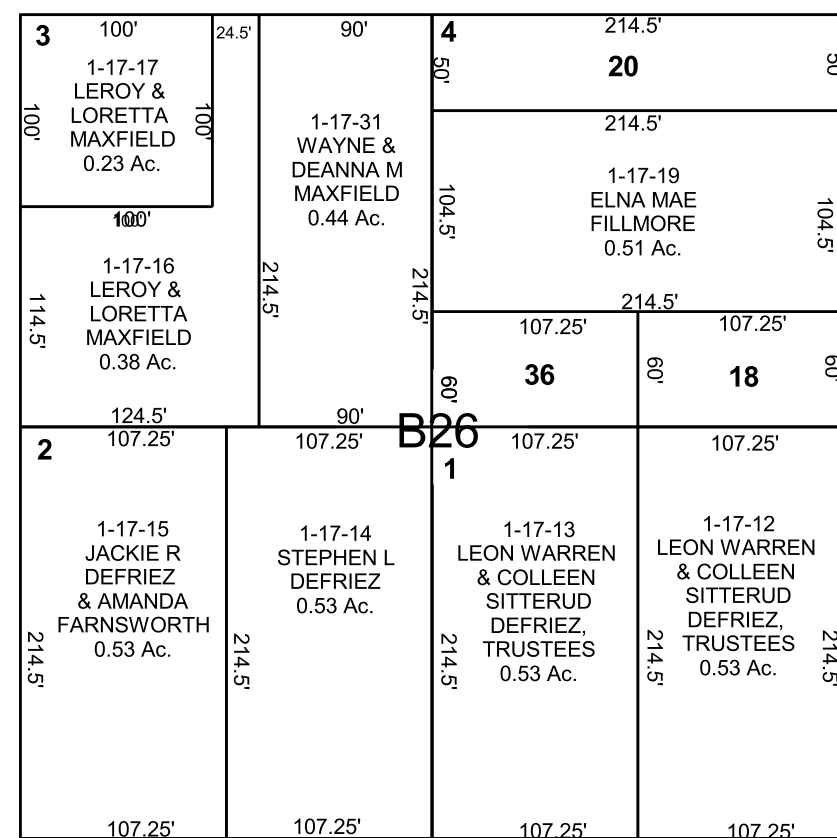 3
100'
24.5'
90'
4
214.5'
1-17-17
LEROY &
LORETTA
MAXFIELD
0.23 Ac.
100'
100'
50'
20
50'
1-17-31
WAYNE &
DEANNA M
MAXFIELD
0.44 Ac.
214.5'
1-17-19
ELNA MAE
FILLMORE
0.51 Ac.
104.5'
104.5'
214.5'
100'
1-17-16
LEROY &
LORETTA
MAXFIELD
0.38 Ac.
114.5'
214.5'
214.5'
107.25'
107.25'
60'
36
60'
18
60'
124.5'
90'
B26
2
107.25'
107.25'
1
107.25'
107.25'
1-17-15
JACKIE R
DEFRIEZ
& AMANDA
FARNSWORTH
0.53 Ac.
1-17-14
STEPHEN L
DEFRIEZ
0.53 Ac.
1-17-13
LEON WARREN
& COLLEEN
SITTERUD
DEFRIEZ,
TRUSTEES
0.53 Ac.
1-17-12
LEON WARREN
& COLLEEN
SITTERUD
DEFRIEZ,
TRUSTEES
0.53 Ac.
214.5'
214.5'
214.5'
214.5'
214.5'
107.25'
107.25'
107.25'
107.25'